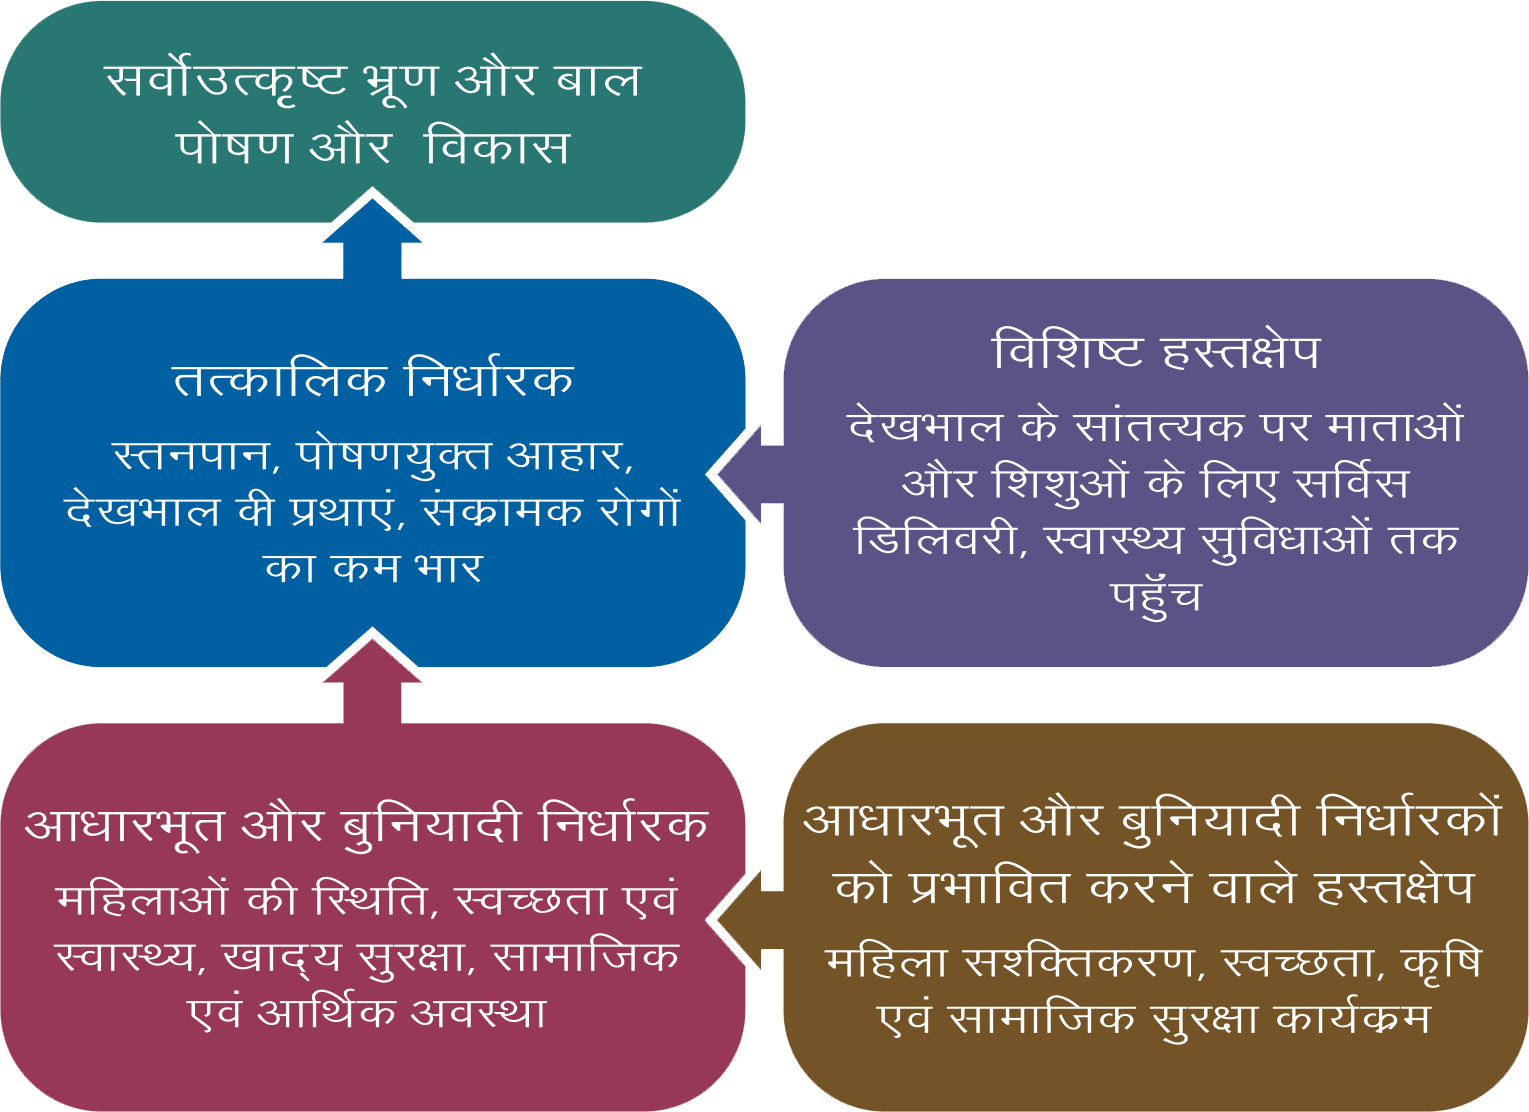 सर्वोउत्कृष्ट भ्रूण और बाल
पोषण और विकास
तत्कालिक निर्धारक
स्तनपान, पोषणयुक्त आहार,
देखभाल की प्रथाएं, संक्रामक रोगों
का कम भार
विशिष्ट हस्तक्षेप
देखभाल के सांतत्यक पर माताओं
और शिशुओं के लिए सर्विस
डिलिवरी, स्वास्थ्य सुविधाओं तक
पहुँच
आधारभूत और बुनियादी निर्धारक
महिलाओं की स्थिति, स्वच्छता एवं
स्वास्थ्य, खाद्य सुरक्षा, सामाजिक
एवं आर्थिक अवस्था
आधारभूत और बुनियादी निर्धारकों
को प्रभावित करने वाले हस्तक्षेप
महिला सशक्तिकरण, स्वच्छता, कृषि
एवं सामाजिक सुरक्षा कार्यक्रम